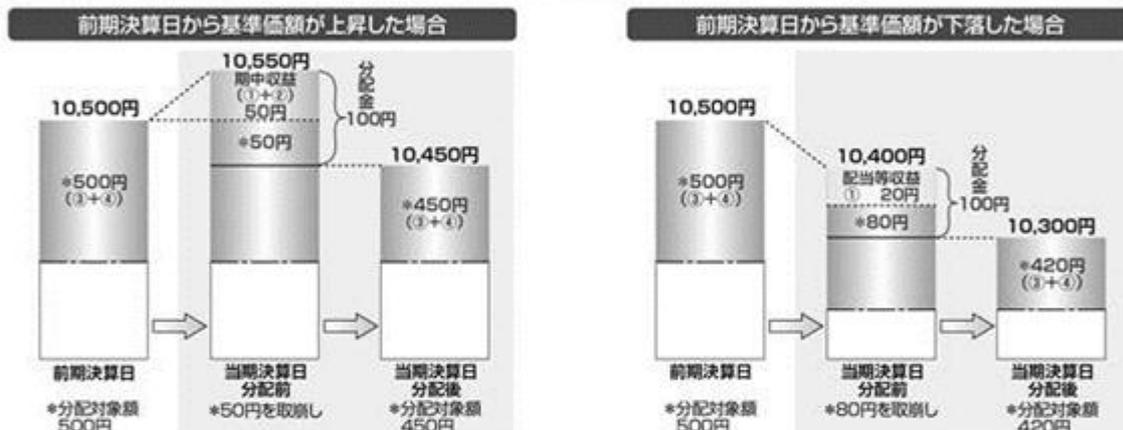 前期決算日から基準価額が上昇した場合
10,550円
期中収益
(①+②)
50円
*50円
分配金
100円
10,500円
*500円
(③+④)
10,450円
*450円
(③+④)
前期決算日
当期決算日
分配前
当期決算日
分配後
*分配対象額
500円
*50円を取崩し
*分配対象額
450円
前期決算日から基準価額が下落した場合
10,500円
*500円
(③+④)
10,400円
配当等収益
① 20円
*80円
分配金
100円
10,300円
*420円
(③+④)
前期決算日
当期決算日
分配前
当期決算日
分配後
*分配対象額
500円
*80円を取崩し
*分配対象額
420円